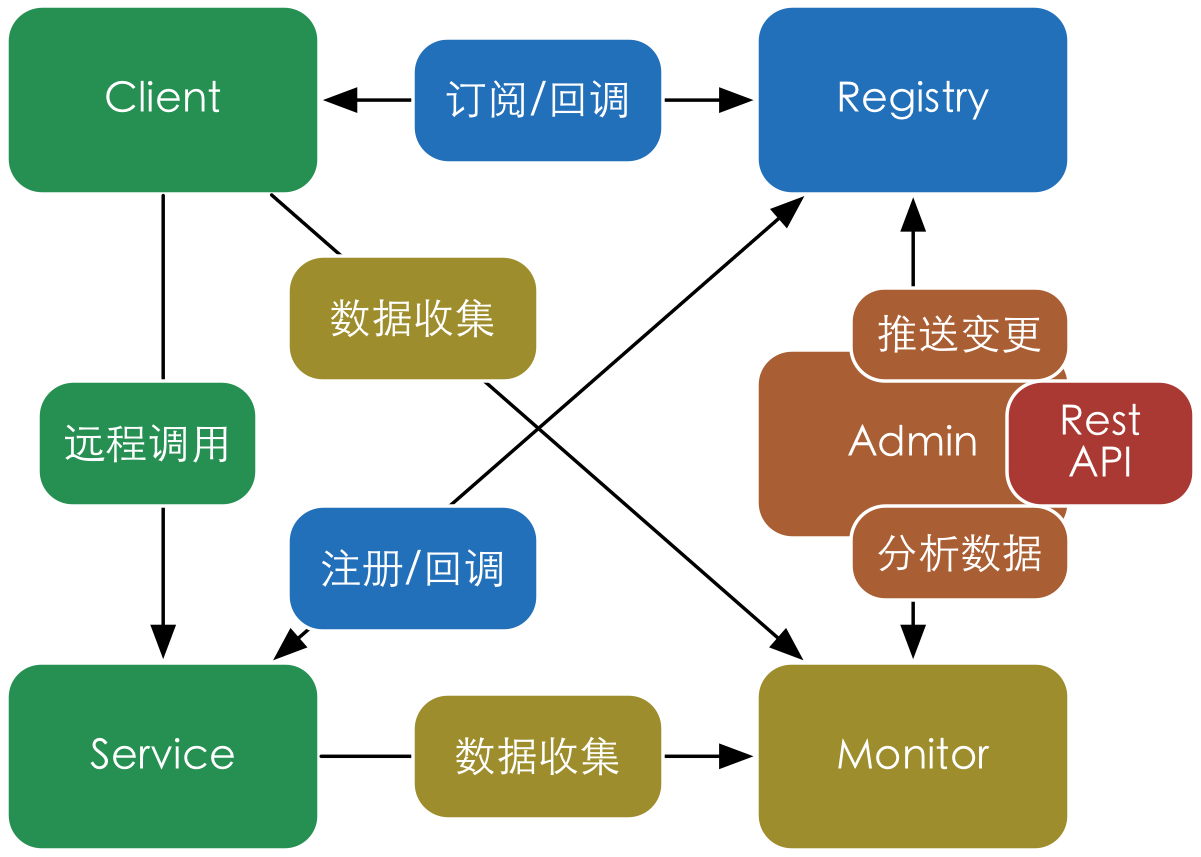 Client
订阅/回调
Registry
数据收集
推送变更
远程调用
Admin
Rest
API
注册/回调
分析数据
Service
数据收集
Monitor